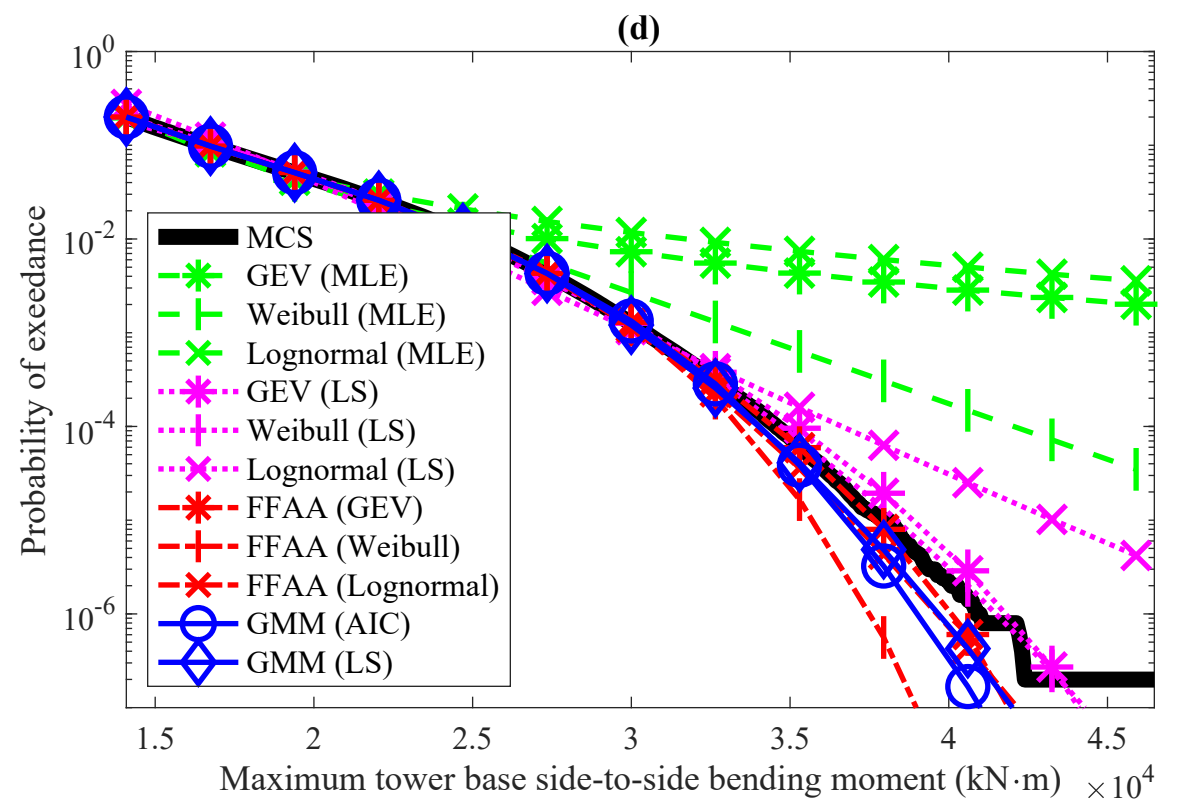 (d)
10^0
10^-2
10^-4
10^-6
Probability of exeedance
MCS
GEV (MLE)
Weibull (MLE)
Lognormal (MLE)
GEV (LS)
Weibull (LS)
Lognormal (LS)
FFAA (GEV)
FFAA (Weibull)
FFAA (Lognormal)
GMM (AIC)
GMM (LS)
1.5 2 2.5 3 3.5 4 4.5
Maximum tower base side-to-side bending moment (kN·m) ×10^4